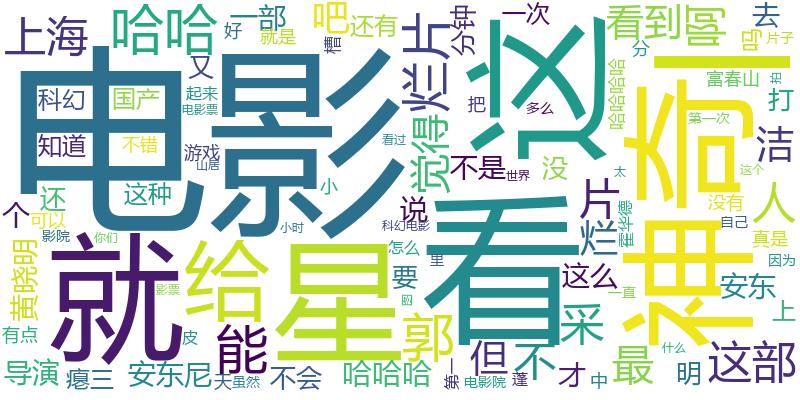 上海
哈哈
一部
好
就是
吧
还有
槽
烂片
分钟
一次
看到
啊
去
分
吗
片子
又
科幻
国产
起来
电影票
电影
这
把
多么
哈哈哈哈
富春山
打
扫
第一次
神奇
知道
不错
游戏
山居
觉得
看过
不是
世界
没
洁
太
这个
个
还
这种
小
说
片
人
可以
小时
科幻电影
烂
霍华德
没有
自己
影院
你们
怎么
里
看
真是
黄晓明
就
给
星
要
这么
因为
影票
图
一直
安东
上
有点
皮
能
郭
采
什么
导演
瘪三
安东尼
天
虽然
不会
哈哈哈
第一
但
电影院
不
蓬
才
中
最
明
这部